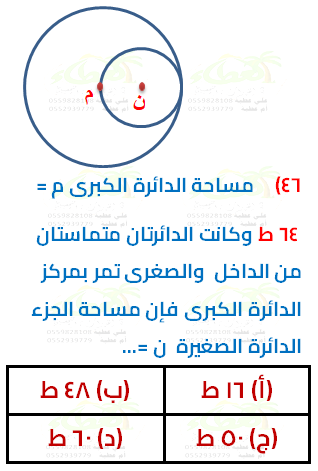 م
ن
٤٦) مساحة الدائرة الكبرى م =
٦٤ ط وكانت الدائرتان متماستان
من الداخل والصغرى تمر بمركز
الدائرة الكبرى فإن مساحة الجزء
الدائرة الصغيرة ن =...
(أ) ١٦ ط (ب) ٤٨ ط
(ج) ٥٠ ط (د) ٦٠ ط